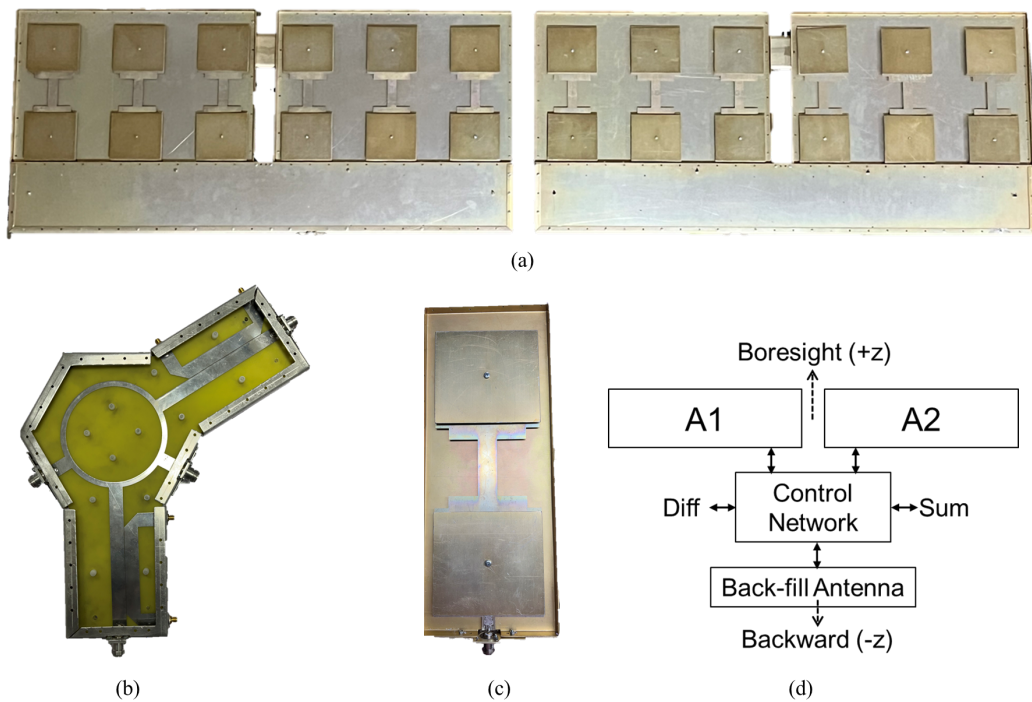 (a)
Boresight (+z)
A1
A2
Control
Network
Diff
Sum
Back-fill Antenna
Backward (-z)
(b)
(c)
(d)